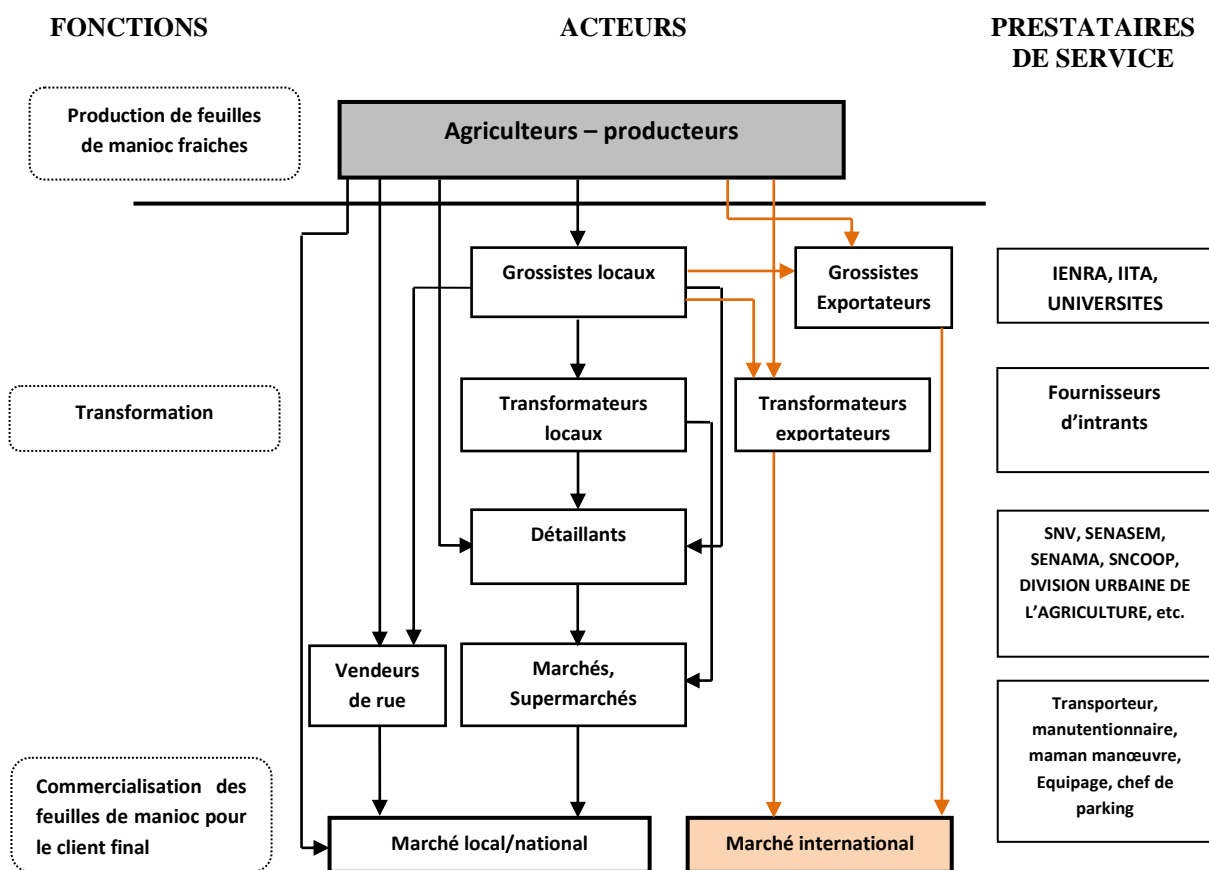 FONCTIONS
ACTEURS
PRESTATAIRES
DE SERVICE
Production de feuilles
de manioc fraiches
Agriculteurs – producteurs
Grossistes locaux
Grossistes
Exportateurs
IENRA, IITA,
UNIVERSITES
Transformation
Transformateurs
locaux
Transformateurs
exportateurs
Fournisseurs
d’intrants
Détaillants
SNV, SENASEM,
SENAMA, SNCOOP,
DIVISION URBAINE DE
L’AGRICULTURE, etc.
Vendeurs
de rue
Marchés,
Supermarchés
Transporteur,
manutentionnaire,
maman manœuvre,
Equipage, chef de
parking
Commercialisation des
feuilles de manioc pour
le client final
Marché local/national
Marché international